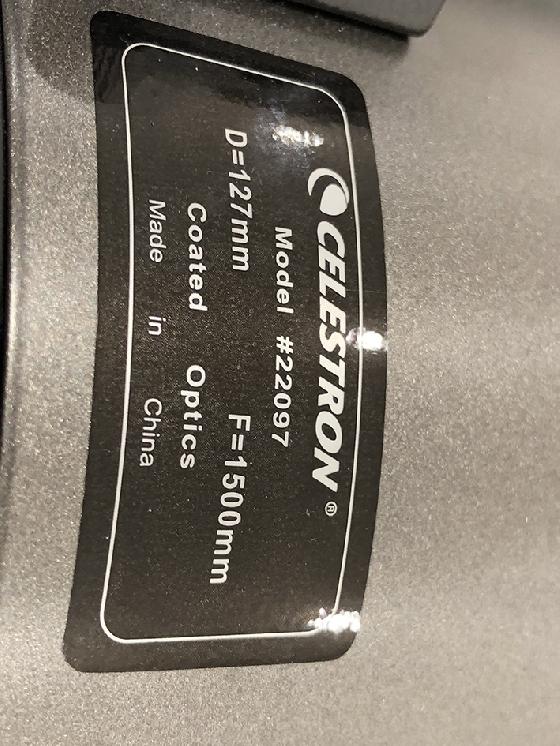 CELESTRON®
Model #22097
D=127mm F=1500mm
Coated Optics
Made in China